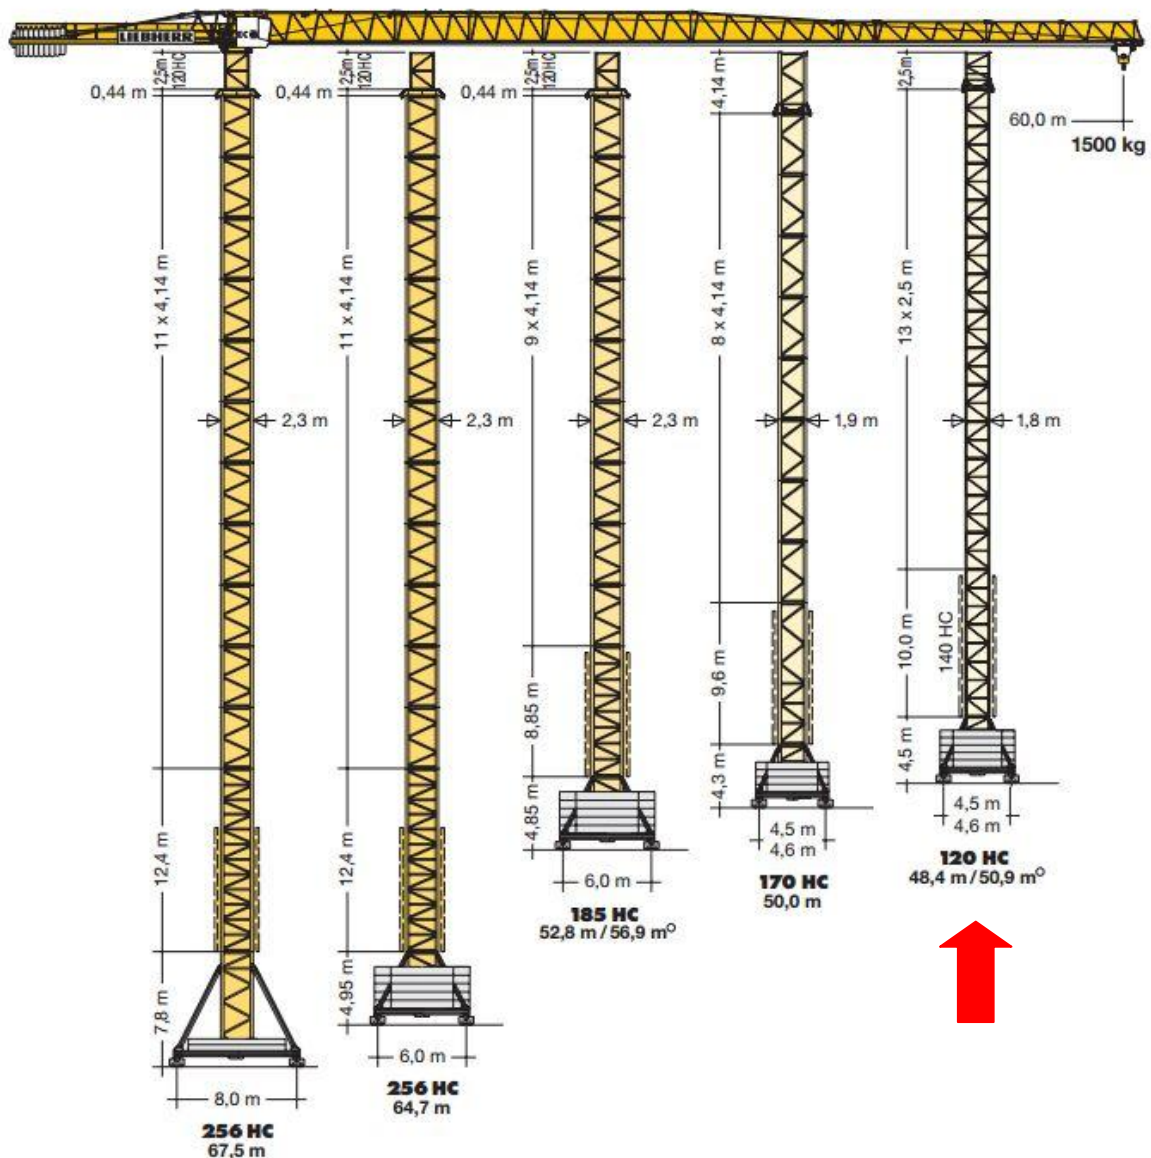 LIEBHERR
EC
2,5m
120HC
0,44 m
11 x 4,14 m
2,3 m
12,4 m
7,8 m
8,0 m
256 HC
67,5 m
2,5m
120HC
0,44 m
11 x 4,14 m
2,3 m
12,4 m
4,95 m
6,0 m
256 HC
64,7 m
2,5m
120HC
0,44 m
9 x 4,14 m
2,3 m
8,85 m
4,85 m
6,0 m
185 HC
52,8 m / 56,9 m○
4,14 m
8 x 4,14 m
1,9 m
9,6 m
4,3 m
4,5 m
4,6 m
170 HC
50,0 m
2,5m
13 x 2,5 m
1,8 m
10,0 m
140 HC
4,5 m
4,5 m
4,6 m
120 HC
48,4 m / 50,9 m○
60,0 m
1500 kg